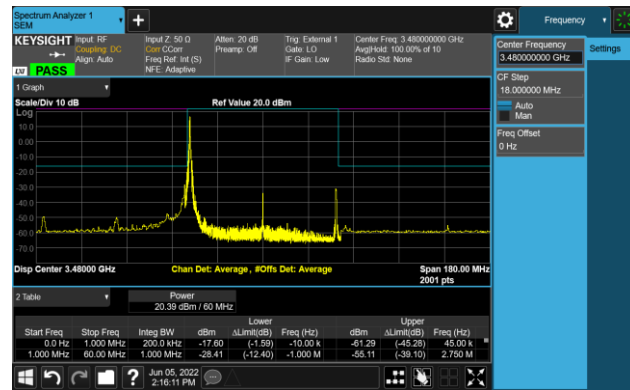 Spectrum Analyzer 1
SEM
+
Frequency
KEYSIGHT
Input: RF
Coupling: DC
Align: Auto
Input Z: 50 Ω
Corr CCorr
Freq Ref: Int (S)
NFE: Adaptive
Atten: 20 dB
Preamp: Off
Trig: External 1
Gate: LO
IF Gain: Low
Center Freq: 3.480000000 GHz
Avg|Hold: 100.00% of 10
Radio Std: None
LXI PASS
Center Frequency
3.480000000 GHz
Settings
CF Step
18.000000 MHz
Auto
Man
Freq Offset
0 Hz
1 Graph
Scale/Div 10 dB
Ref Value 20.0 dBm
Log
10.0
0.00
-10.0
-20.0
-30.0
-40.0
-50.0
-60.0
-70.0
Disp Center 3.48000 GHz
Chan Det: Average , #Offs Det: Average
Span 180.00 MHz
2001 pts
2 Table
Power
20.39 dBm / 60 MHz
Lower Upper
Start Freq Stop Freq Integ BW dBm ΔLimit(dB) Freq (Hz) dBm ΔLimit(dB) Freq (Hz)
0.0 Hz 1.000 MHz 200.0 kHz -17.60 (-1.59) -10.00 k -61.29 (-45.28) 45.00 k
1.000 MHz 60.00 MHz 1.000 MHz -28.41 (-12.40) -1.000 M -55.11 (-39.10) 2.750 M
?
Jun 05, 2022
2:16:11 PM